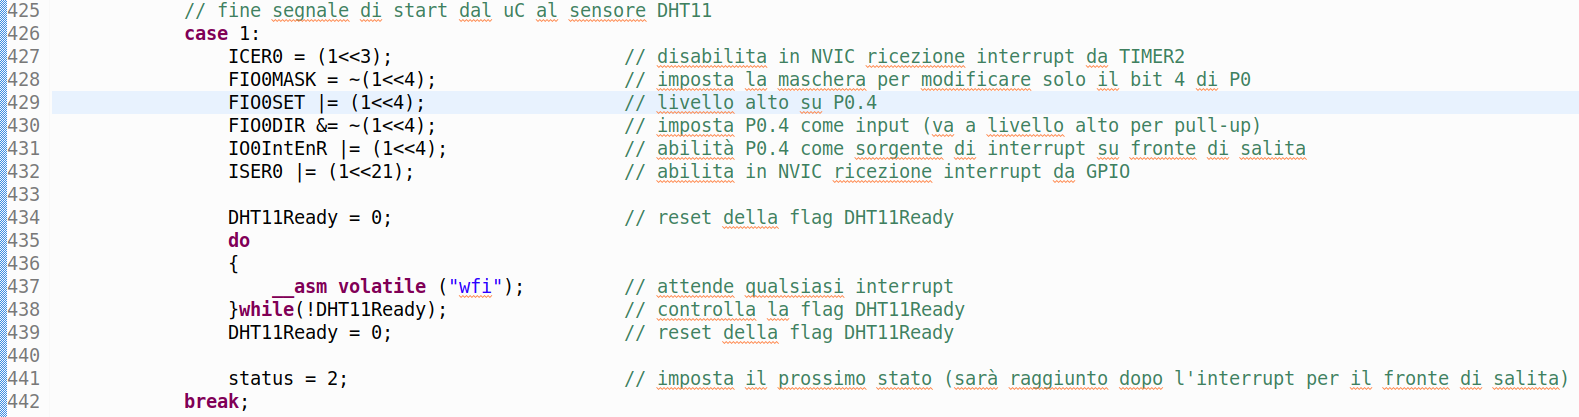 425 // fine segnale di start dal uC al sensore DHT11
426 case 1:
427 ICER0 = (1<<3); // disabilita in NVIC ricezione interrupt da TIMER2
428 FIO0MASK = ~(1<<4); // imposta la maschera per modificare solo il bit 4 di P0
429 FIO0SET |= (1<<4); // livello alto su P0.4
430 FIO0DIR &= ~(1<<4); // imposta P0.4 come input (va a livello alto per pull-up)
431 IO0IntEnR |= (1<<4); // abilità P0.4 come sorgente di interrupt su fronte di salita
432 ISER0 |= (1<<21); // abilita in NVIC ricezione interrupt da GPIO
433
434 DHT11Ready = 0; // reset della flag DHT11Ready
435 do
436 {
437 __asm volatile ("wfi"); // attende qualsiasi interrupt
438 }while(!DHT11Ready); // controlla la flag DHT11Ready
439 DHT11Ready = 0; // reset della flag DHT11Ready
440
441 status = 2; // imposta il prossimo stato (sarà raggiunto dopo l'interrupt per il fronte di salita)
442 break;